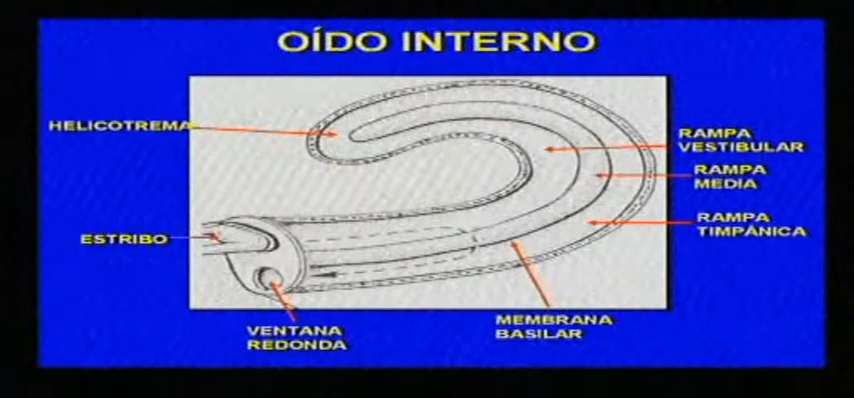 OÍDO INTERNO
HELICOTREMA
RAMPA
VESTIBULAR
RAMPA
MEDIA
RAMPA
TIMPÁNICA
ESTRIBO
VENTANA
REDONDA
MEMBRANA
BASILAR